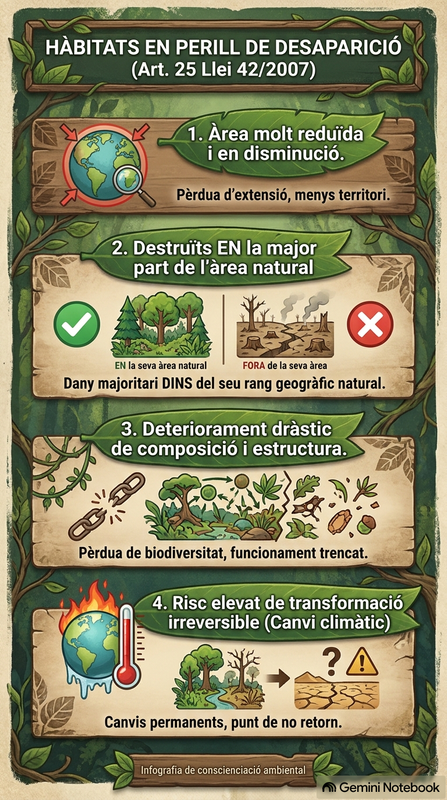 HÀBITATS EN PERILL DE DESAPARICIÓ
(Art. 25 Llei 42/2007)
1. Àrea molt reduïda
i en disminució.
Pèrdua d'extensió, menys territori.
2. Destruïts EN la major
part de l'àrea natural
EN la seva àrea natural
FORA de la seva àrea
Dany majoritari DINS del seu rang geogràfic natural.
3. Deteriorament dràstic
de composició i estructura.
Pèrdua de biodiversitat, funcionament trencat.
4. Risc elevat de transformació
irreversible (Canvi climàtic)
?
!
Canvis permanents, punt de no retorn.
Infografia de conscienciació ambiental
Gemini Notebook